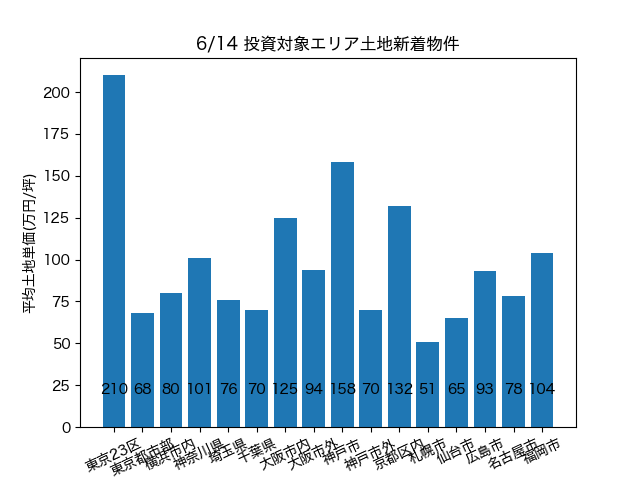 6/14 投資対象エリア土地新着物件
平均土地単価(万円/坪)
200
175
150
125
100
75
50
25
0
210 68 80 101 76 70 125 94 158 70 132 51 65 93 78 104
東京23区 東京都市部 横浜市内 神奈川県 埼玉県 千葉県 大阪市内 大阪市外 神戸市 神戸市外 京都区内 札幌市 仙台市 広島市 名古屋市 福岡市